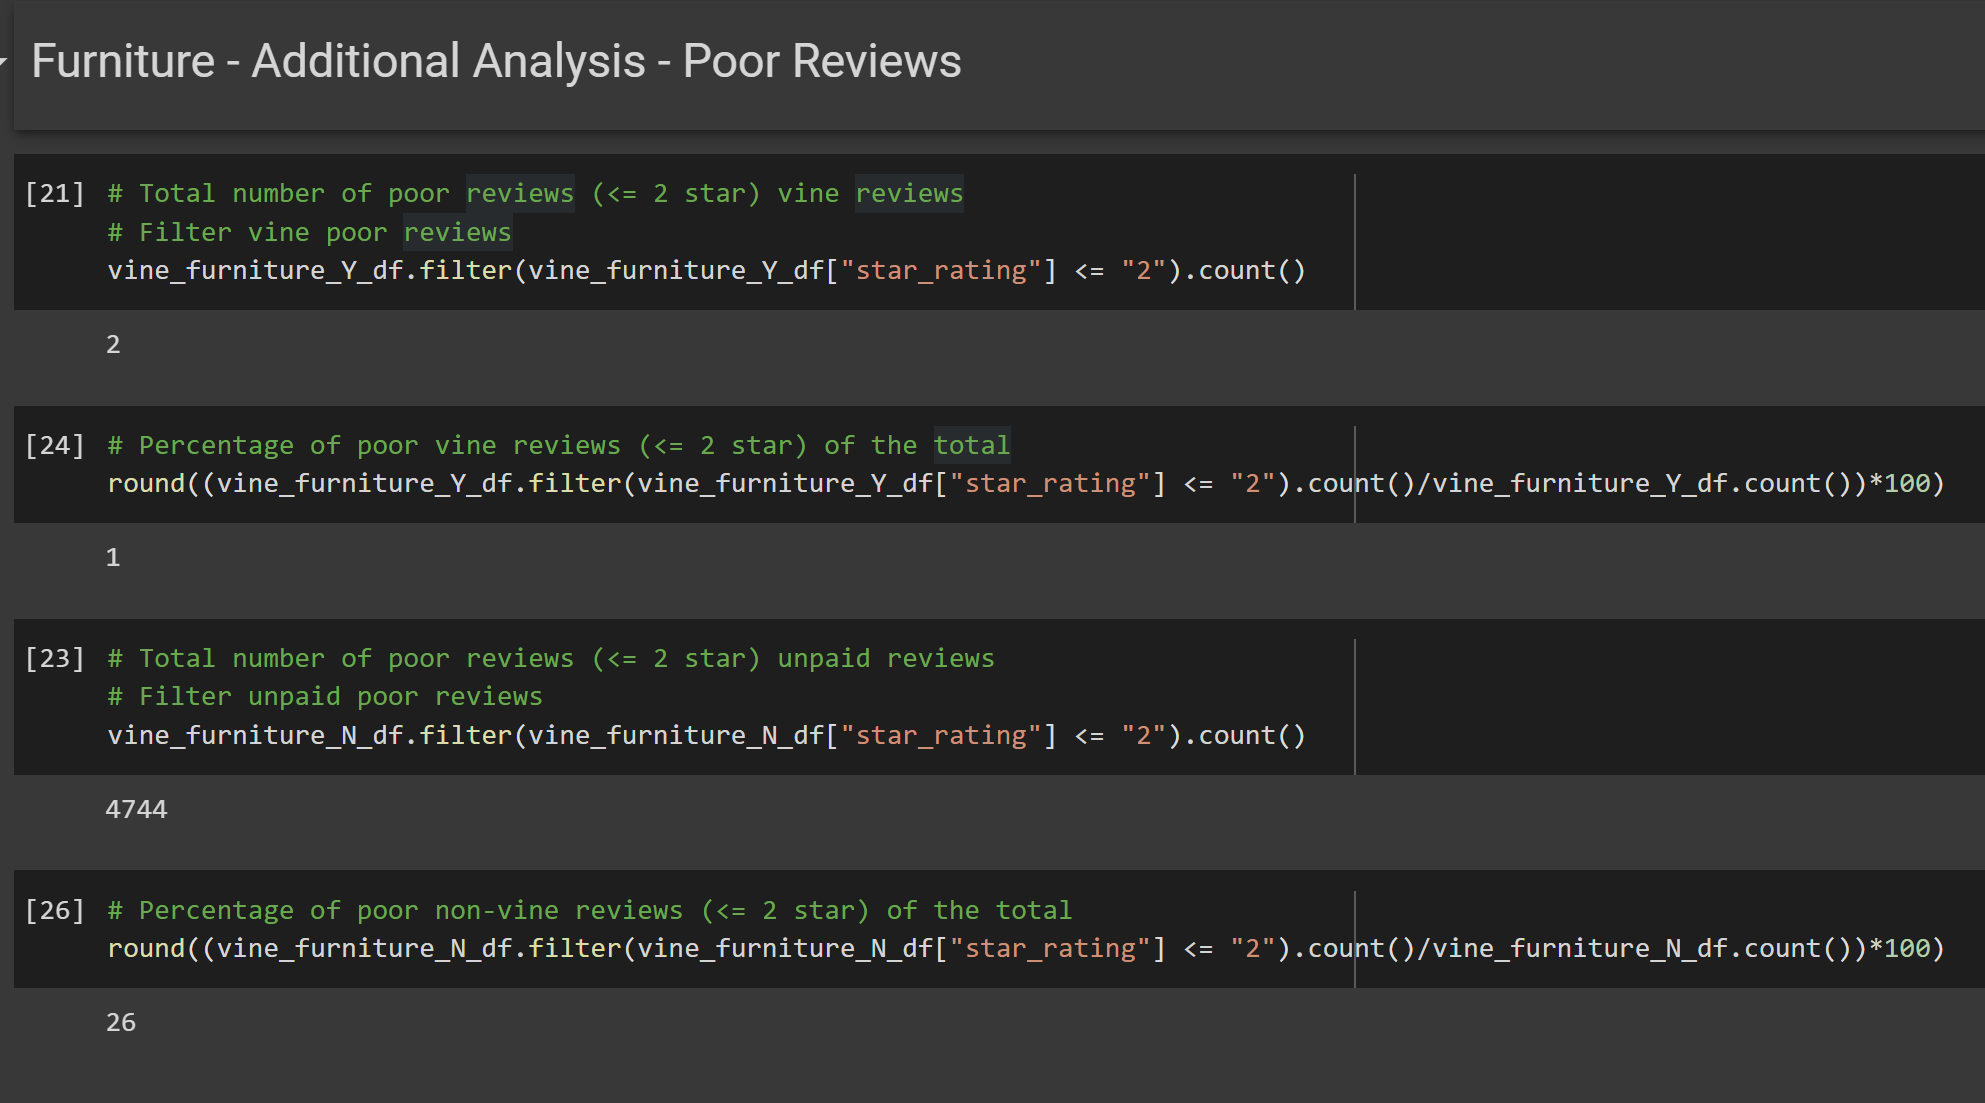 Furniture - Additional Analysis - Poor Reviews
[21] # Total number of poor reviews (<= 2 star) vine reviews
# Filter vine poor reviews
vine_furniture_Y_df.filter(vine_furniture_Y_df["star_rating"] <= "2").count()
2
[24] # Percentage of poor vine reviews (<= 2 star) of the total
round((vine_furniture_Y_df.filter(vine_furniture_Y_df["star_rating"] <= "2").count()/vine_furniture_Y_df.count())*100)
1
[23] # Total number of poor reviews (<= 2 star) unpaid reviews
# Filter unpaid poor reviews
vine_furniture_N_df.filter(vine_furniture_N_df["star_rating"] <= "2").count()
4744
[26] # Percentage of poor non-vine reviews (<= 2 star) of the total
round((vine_furniture_N_df.filter(vine_furniture_N_df["star_rating"] <= "2").count()/vine_furniture_N_df.count())*100)
26